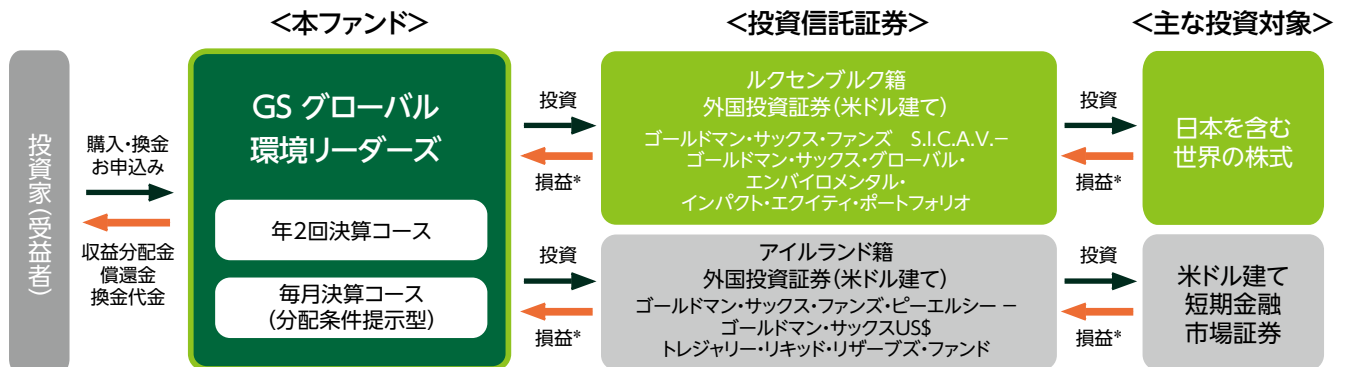 <本ファンド>
<投資信託証券>
<主な投資対象>
投資家(受益者)
購入・換金
お申込み
収益分配金
償還金
換金代金
GS グローバル
環境リーダーズ
年2回決算コース
毎月決算コース
(分配条件提示型)
投資
損益*
投資
損益*
ルクセンブルク籍
外国投資証券(米ドル建て)
ゴールドマン・サックス・ファンズ S.I.C.A.V.−
ゴールドマン・サックス・グローバル・
エンバイロメンタル・
インパクト・エクイティ・ポートフォリオ
アイルランド籍
外国投資証券(米ドル建て)
ゴールドマン・サックス・ファンズ・ピーエルシー −
ゴールドマン・サックスUS$
トレジャリー・リキッド・リザーブズ・ファンド
投資
損益*
投資
損益*
日本を含む
世界の株式
米ドル建て
短期金融
市場証券